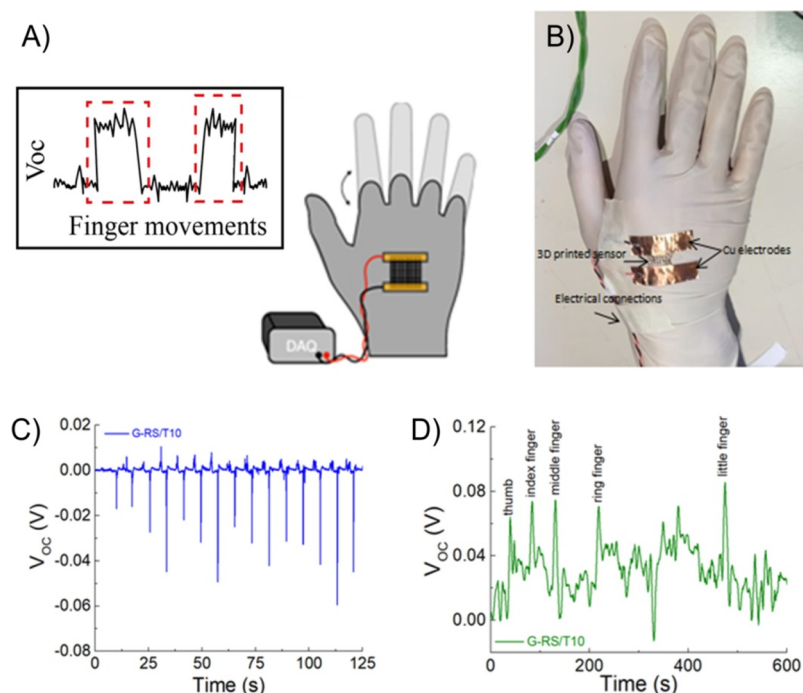 A)
Voc
Finger movements
DAQ
B)
3D printed sensor
Cu electrodes
Electrical connections
C)
G-RS/T10
0.02
0.00
-0.02
-0.04
-0.06
-0.08
V_OC (V)
0 25 50 75 100 125
Time (s)
D)
thumb
index finger
middle finger
ring finger
little finger
0.12
0.08
0.04
0.00
V_OC (V)
G-RS/T10
0 200 400 600
Time (s)